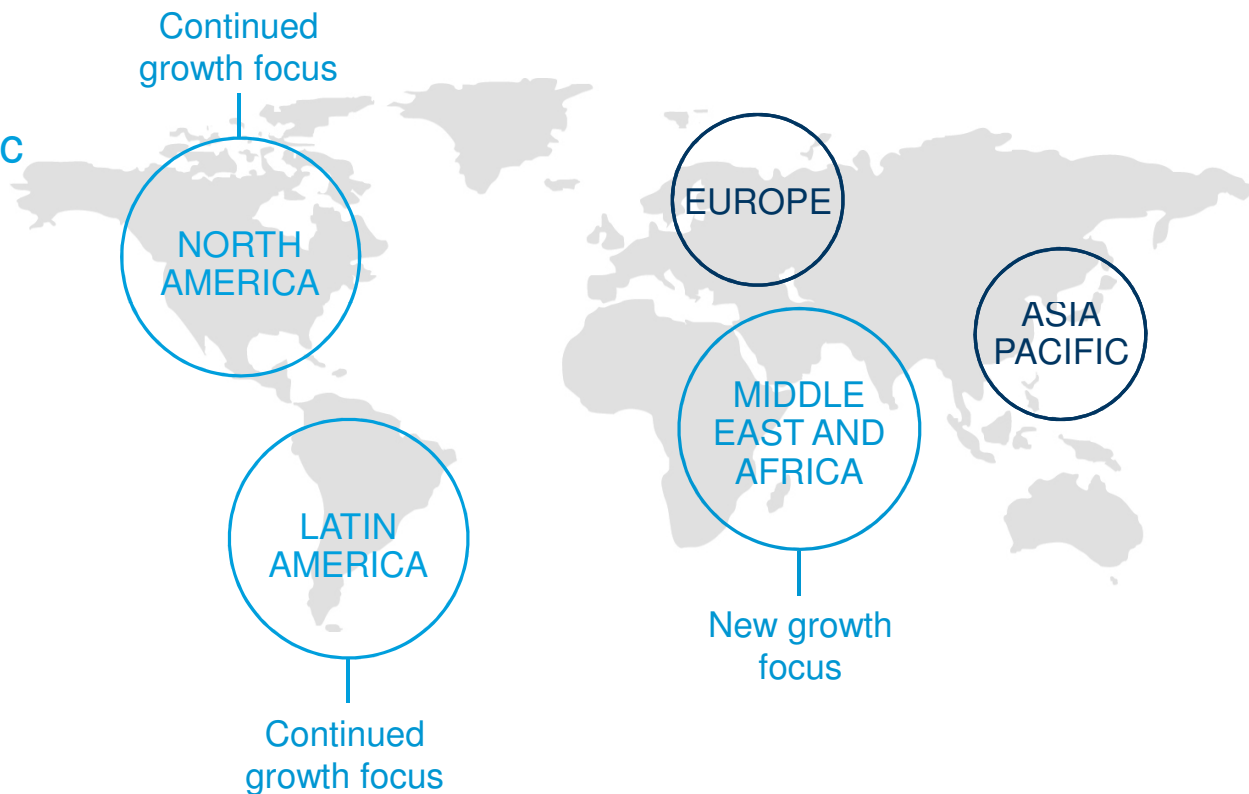 Continued
growth focus
c
NORTH
AMERICA
EUROPE
ASIA
PACIFIC
MIDDLE
EAST AND
AFRICA
LATIN
AMERICA
New growth
focus
Continued
growth focus